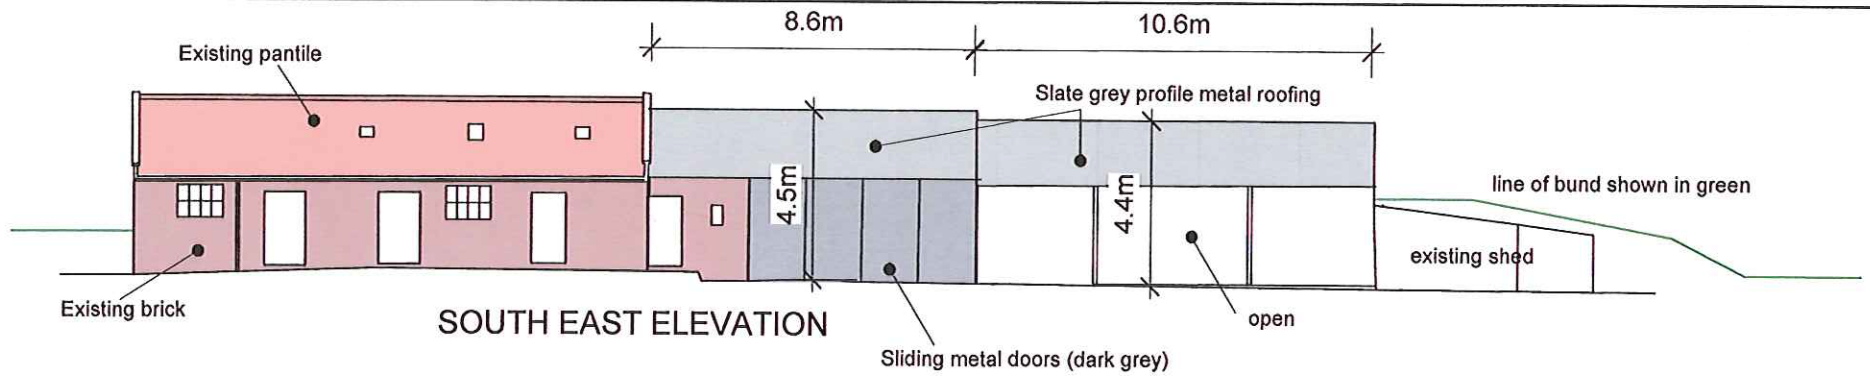 8.6m
10.6m
Existing pantile
Slate grey profile metal roofing
4.5m
4.4m
line of bund shown in green
existing shed
Existing brick
SOUTH EAST ELEVATION
open
Sliding metal doors (dark grey)